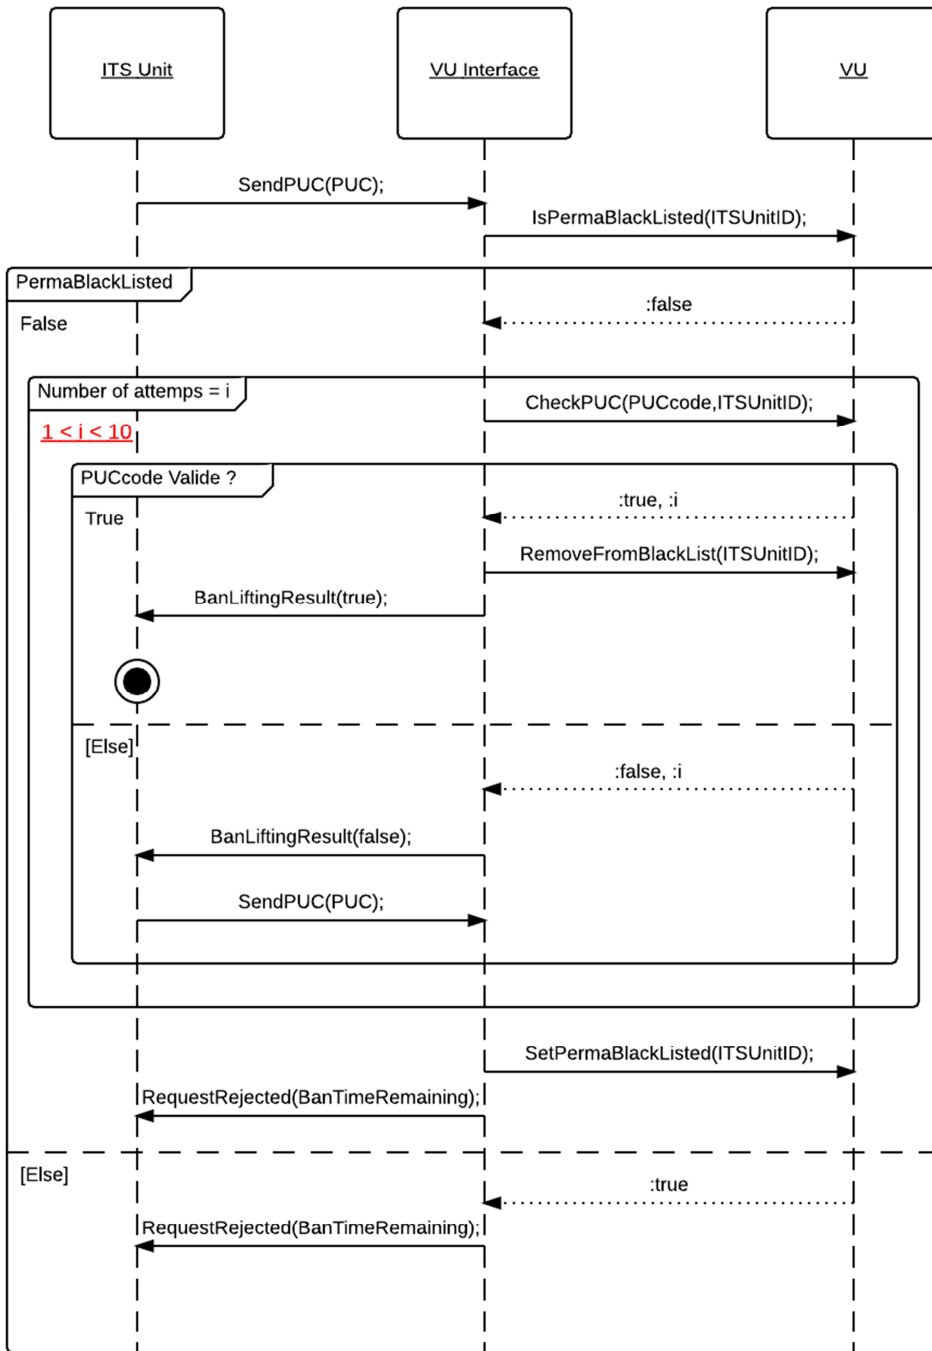 ITS Unit
VU Interface
VU
SendPUC(PUC);
IsPermaBlackListed(ITSUnitID);
PermaBlackListed
:false
False
Number of attemps = i
CheckPUC(PUCcode,ITSUnitID);
1 < i < 10
PUCcode Valide ?
:true, :i
True
RemoveFromBlackList(ITSUnitID);
BanLiftingResult(true);
[Else]
:false, :i
BanLiftingResult(false);
SendPUC(PUC);
SetPermaBlackListed(ITSUnitID);
RequestRejected(BanTimeRemaining);
[Else]
:true
RequestRejected(BanTimeRemaining);